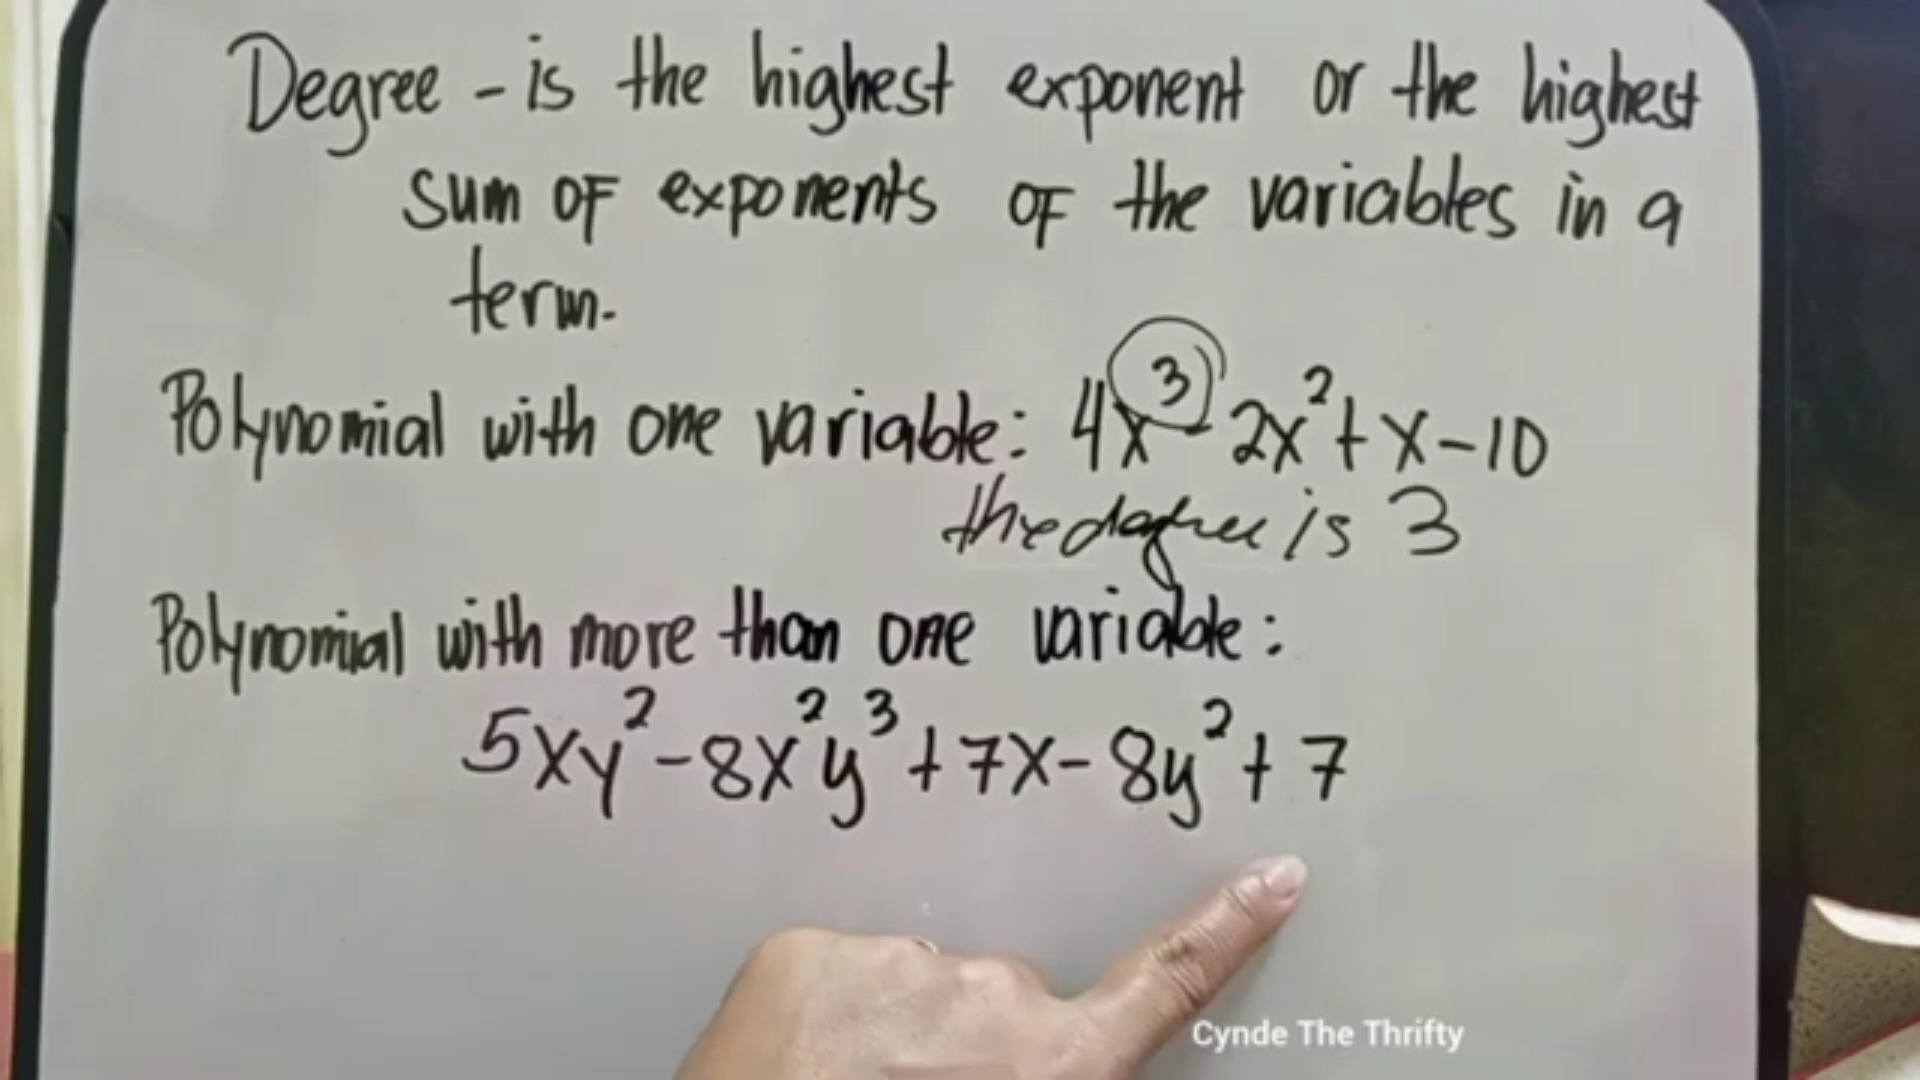 Degree - is the highest exponent or the highest
sum of exponents of the variables in a
term.
Polynomial with one variable: 4x³ - 2x² + x - 10
the degree is 3
Polynomial with more than one variable:
5xy² - 8x²y³ + 7x - 8y² + 7
Cynde The Thrifty